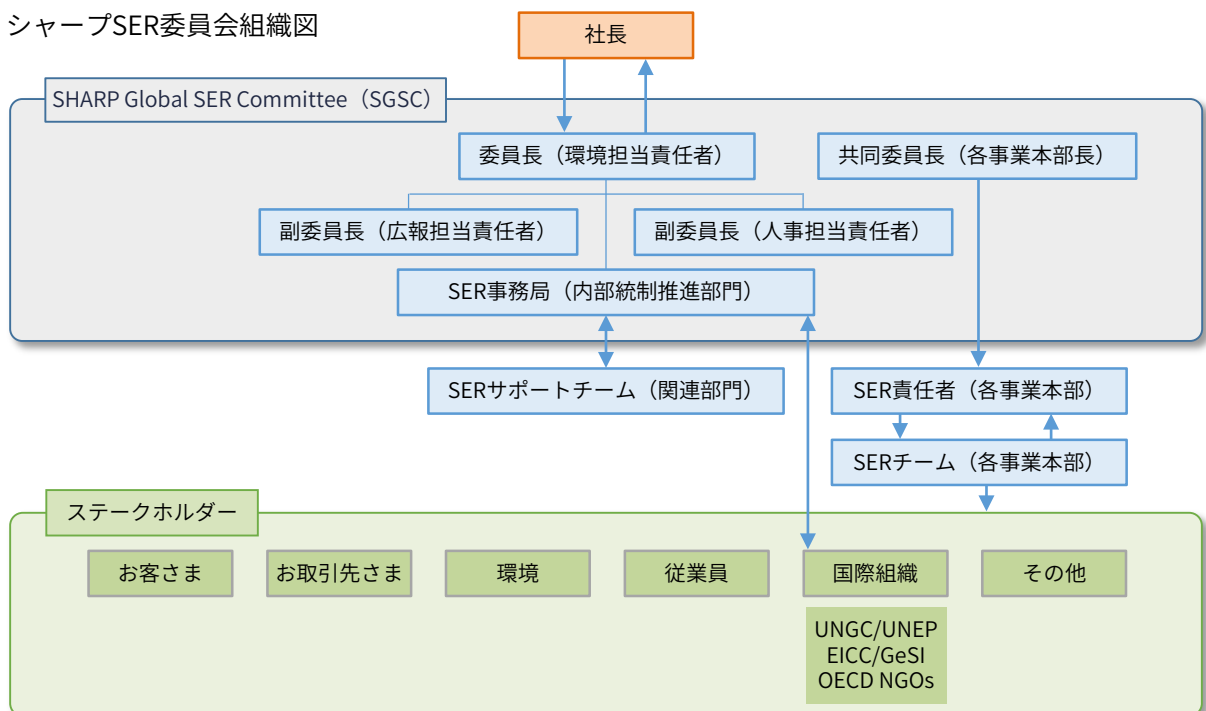 シャープSER委員会組織図
社長
SHARP Global SER Committee（SGSC）
委員長（環境担当責任者）
共同委員長（各事業本部長）
副委員長（広報担当責任者）
副委員長（人事担当責任者）
SER事務局（内部統制推進部門）
SERサポートチーム（関連部門）
SER責任者（各事業本部）
SERチーム（各事業本部）
ステークホルダー
お客さま
お取引先さま
環境
従業員
国際組織
その他
UNGC/UNEP
EICC/GeSI
OECD NGOs